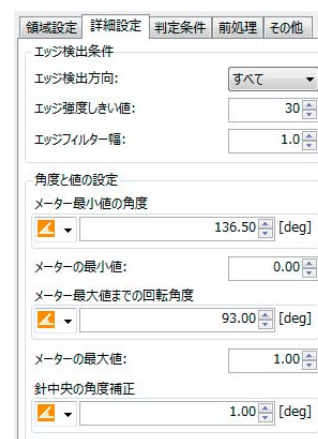 領域設定 詳細設定 判定条件 前処理 その他
エッジ検出条件
エッジ検出方向: すべて
エッジ強度しきい値: 30
エッジフィルター幅: 1.0
角度と値の設定
メーター最小値の角度
136.50 [deg]
メーターの最小値: 0.00
メーター最大値までの回転角度
93.00 [deg]
メーターの最大値: 1.00
針中央の角度補正
1.00 [deg]